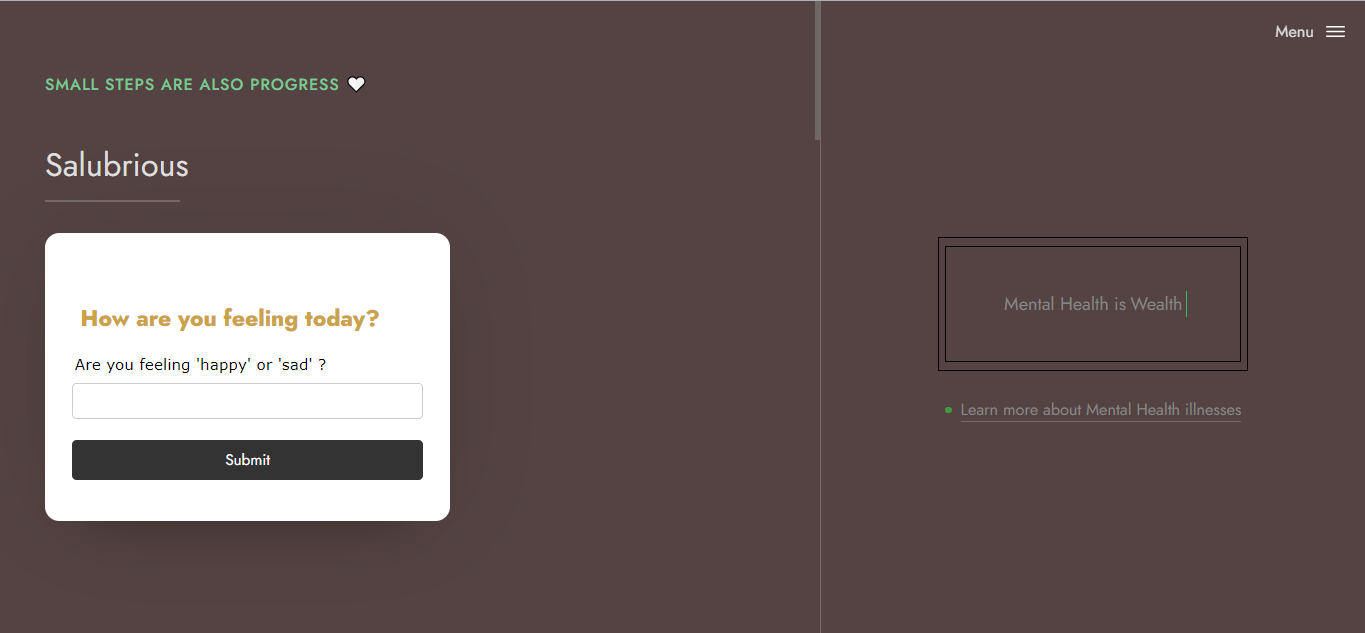 Menu
SMALL STEPS ARE ALSO PROGRESS 🤍
Salubrious
How are you feeling today?
Are you feeling 'happy' or 'sad' ?
Submit
Mental Health is Wealth
Learn more about Mental Health illnesses